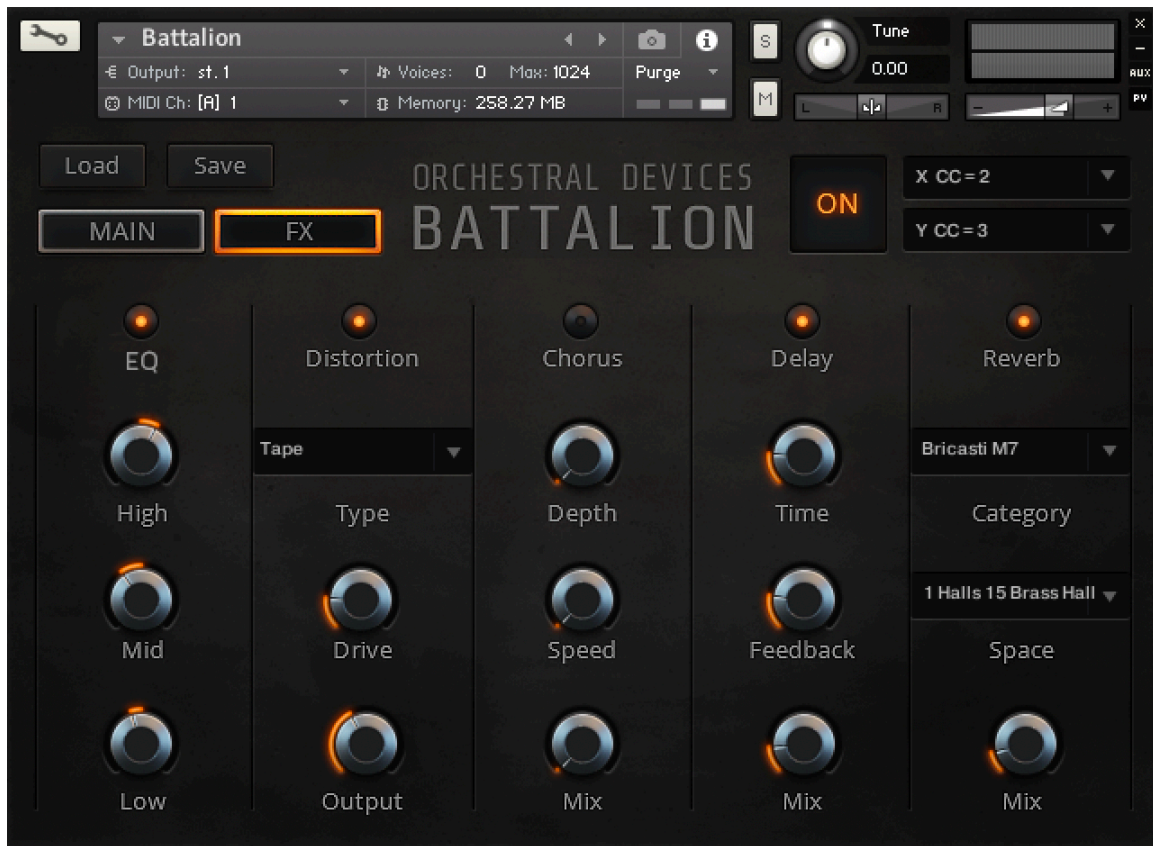 Battalion
Output: st. 1
Voices: 0 Max: 1024
Purge
MIDI Ch: [A] 1
Memory: 258.27 MB
S
M
Tune
0.00
L
R
-
+
×
-
AUX
PV
Load
Save
MAIN
FX
ORCHESTRAL DEVICES
BATTALION
ON
X CC = 2
Y CC = 3
EQ
Distortion
Chorus
Delay
Reverb
Tape
Bricasti M7
High
Type
Depth
Time
Category
1 Halls 15 Brass Hall
Mid
Drive
Speed
Feedback
Space
Low
Output
Mix
Mix
Mix